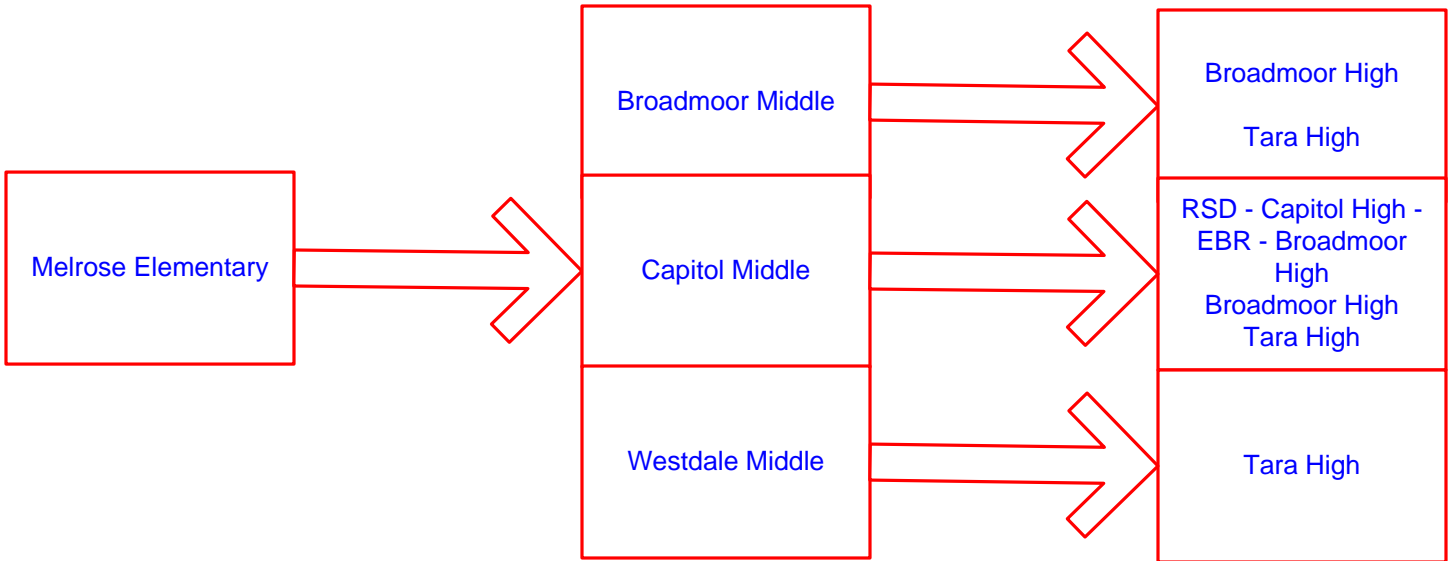 Melrose Elementary
Broadmoor Middle
Capitol Middle
Westdale Middle
Broadmoor High
Tara High
RSD - Capitol High -
EBR - Broadmoor
High
Broadmoor High
Tara High
Tara High